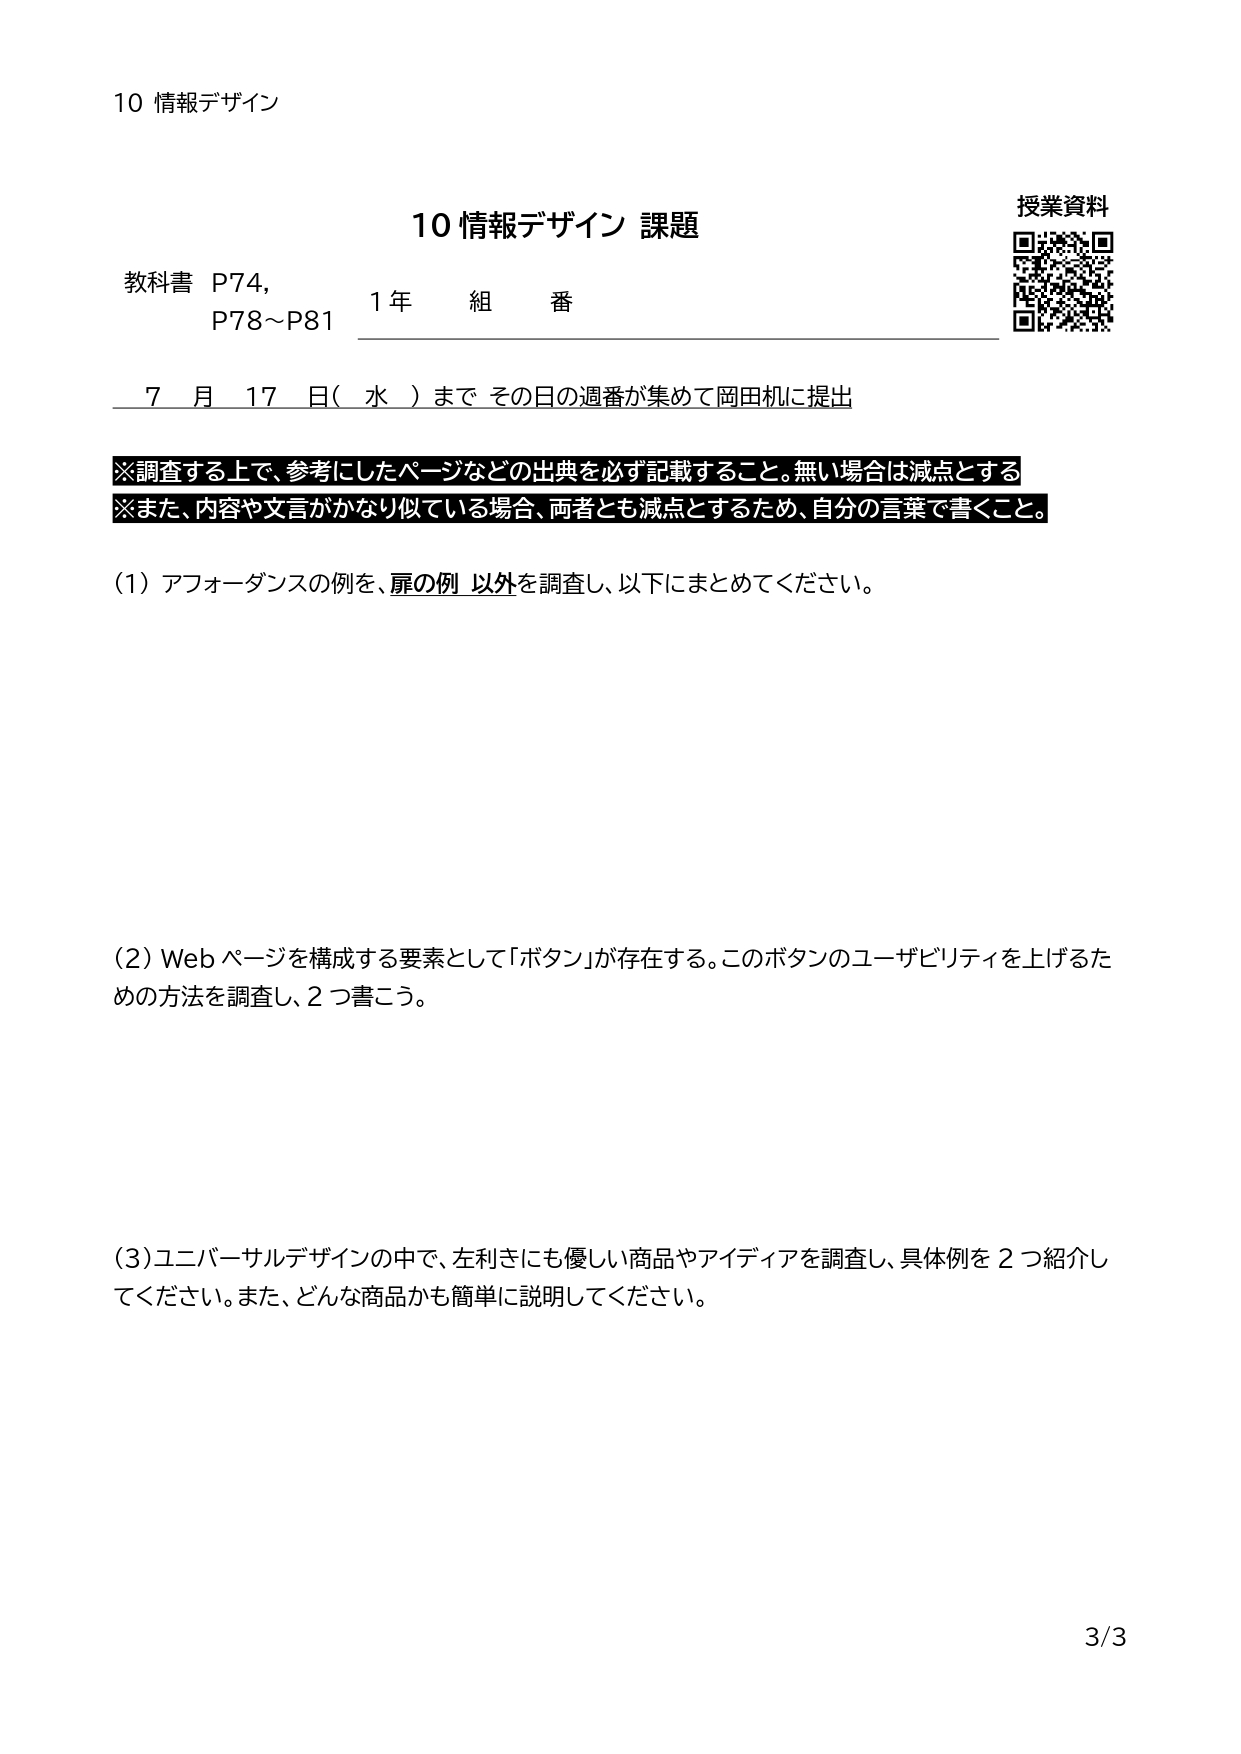 10 情報デザイン
授業資料
10 情報デザイン 課題
教科書 P74,
P78～P81
1 年 組 番
7 月 17 日( 水 ) まで その日の週番が集めて岡田机に提出
※調査する上で、参考にしたページなどの出典を必ず記載すること。無い場合は減点とする
※また、内容や文言がかなり似ている場合、両者とも減点とするため、自分の言葉で書くこと。
(1) アフォーダンスの例を、扉の例 以外を調査し、以下にまとめてください。
(2) Web ページを構成する要素として「ボタン」が存在する。このボタンのユーザビリティを上げるた
めの方法を調査し、2 つ書こう。
(3)ユニバーサルデザインの中で、左利きにも優しい商品やアイディアを調査し、具体例を 2 つ紹介し
てください。また、どんな商品かも簡単に説明してください。
3/3